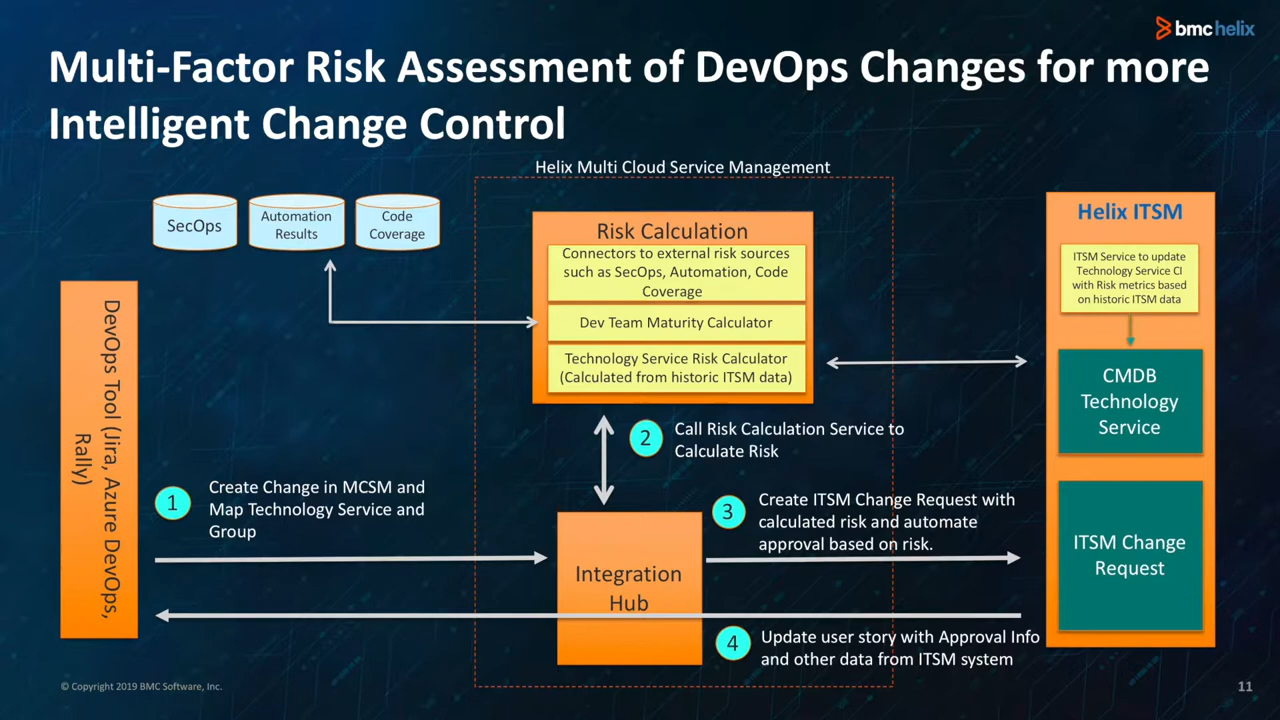 bmchelix
Multi-Factor Risk Assessment of DevOps Changes for more
Intelligent Change Control
Helix Multi Cloud Service Management
SecOps
Automation
Results
Code
Coverage
Risk Calculation
Connectors to external risk sources
such as SecOps, Automation, Code
Coverage
Dev Team Maturity Calculator
Technology Service Risk Calculator
(Calculated from historic ITSM data)
Helix ITSM
ITSM Service to update
Technology Service CI
with Risk metrics based
on historic ITSM data
CMDB
Technology
Service
ITSM Change
Request
DevOps Tool (Jira, Azure DevOps,
Rally)
1
Create Change in MCSM and
Map Technology Service and
Group
2
Call Risk Calculation Service to
Calculate Risk
3
Create ITSM Change Request with
calculated risk and automate
approval based on risk.
Integration
Hub
4
Update user story with Approval Info
and other data from ITSM system
© Copyright 2019 BMC Software, Inc.
11